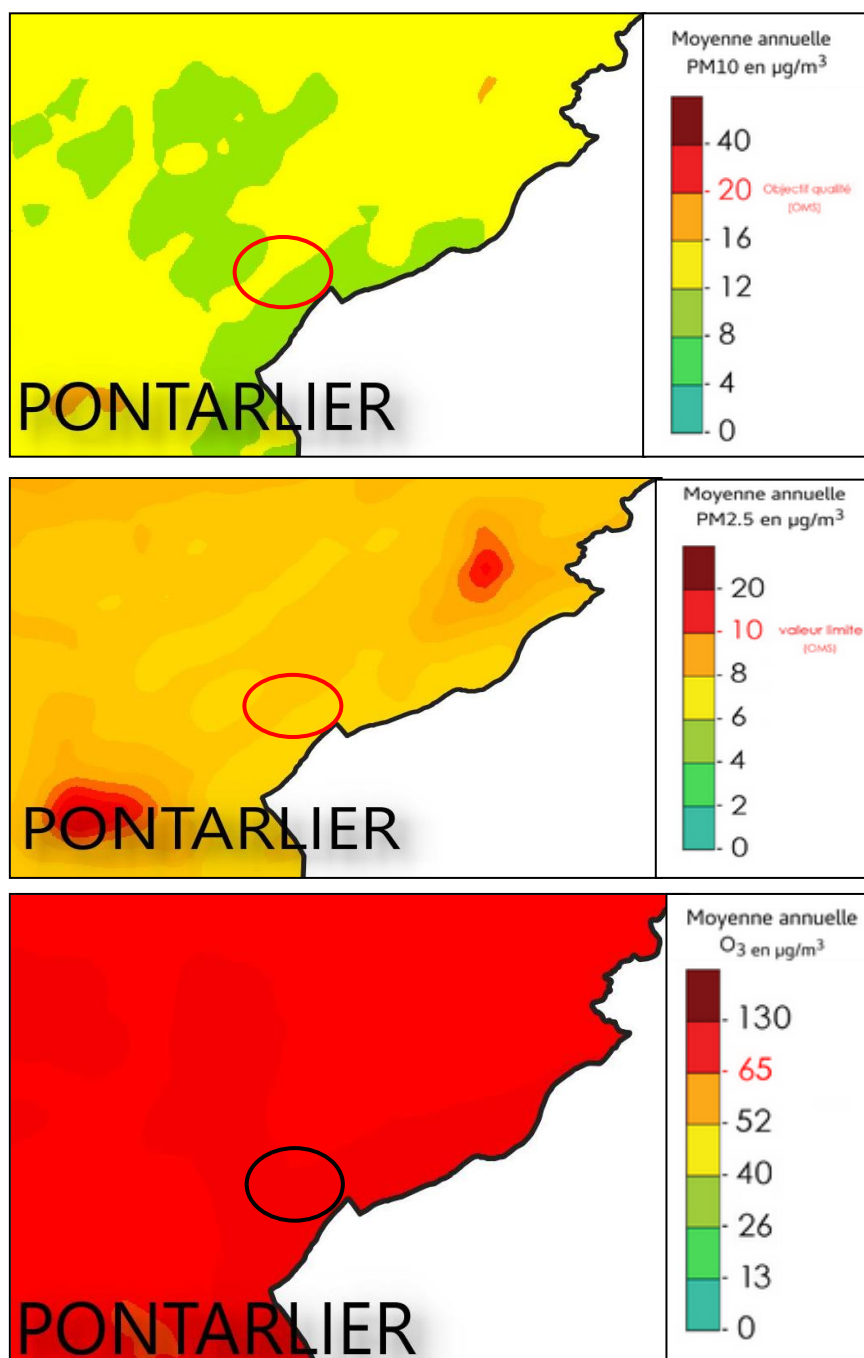 Moyenne annuelle
PM10 en µg/m³
- 40
- 20 Objectif qualité
[OMS]
- 16
- 12
- 8
- 4
- 0
PONTARLIER
Moyenne annuelle
PM2.5 en µg/m³
- 20
- 10 valeur limite
(OMS)
- 8
- 6
- 4
- 2
- 0
PONTARLIER
Moyenne annuelle
O3 en µg/m³
- 130
- 65
- 52
- 40
- 26
- 13
- 0
PONTARLIER